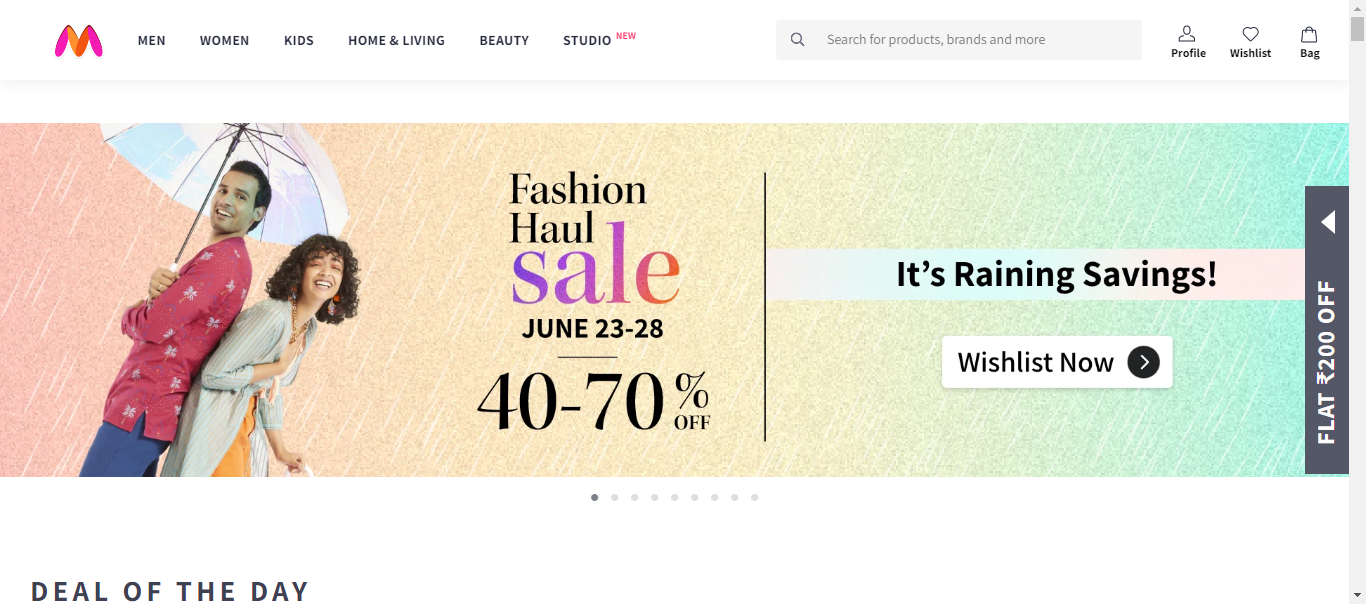 MEN
WOMEN
KIDS
HOME & LIVING
BEAUTY
STUDIO NEW
Search for products, brands and more
Profile
Wishlist
Bag
Fashion
Haul
sale
JUNE 23-28
40-70% OFF
It's Raining Savings!
Wishlist Now
FLAT ₹200 OFF
DEAL OF THE DAY